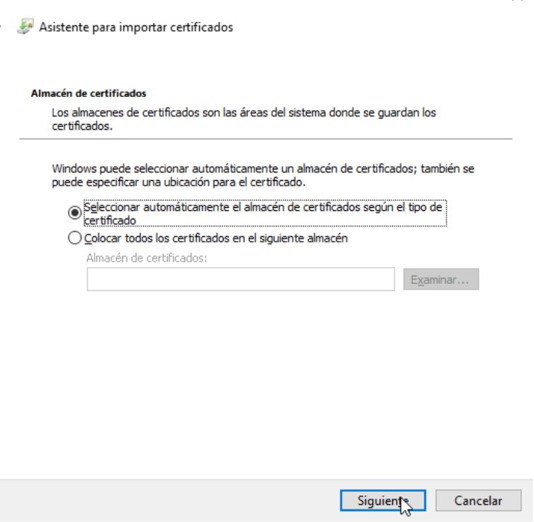 Asistente para importar certificados
Almacén de certificados
Los almacenes de certificados son las áreas del sistema donde se guardan los
certificados.
Windows puede seleccionar automáticamente un almacén de certificados; también se
puede especificar una ubicación para el certificado.
Seleccionar automáticamente el almacén de certificados según el tipo de
certificado
Colocar todos los certificados en el siguiente almacén
Almacén de certificados:
Examinar...
Siguiente
Cancelar